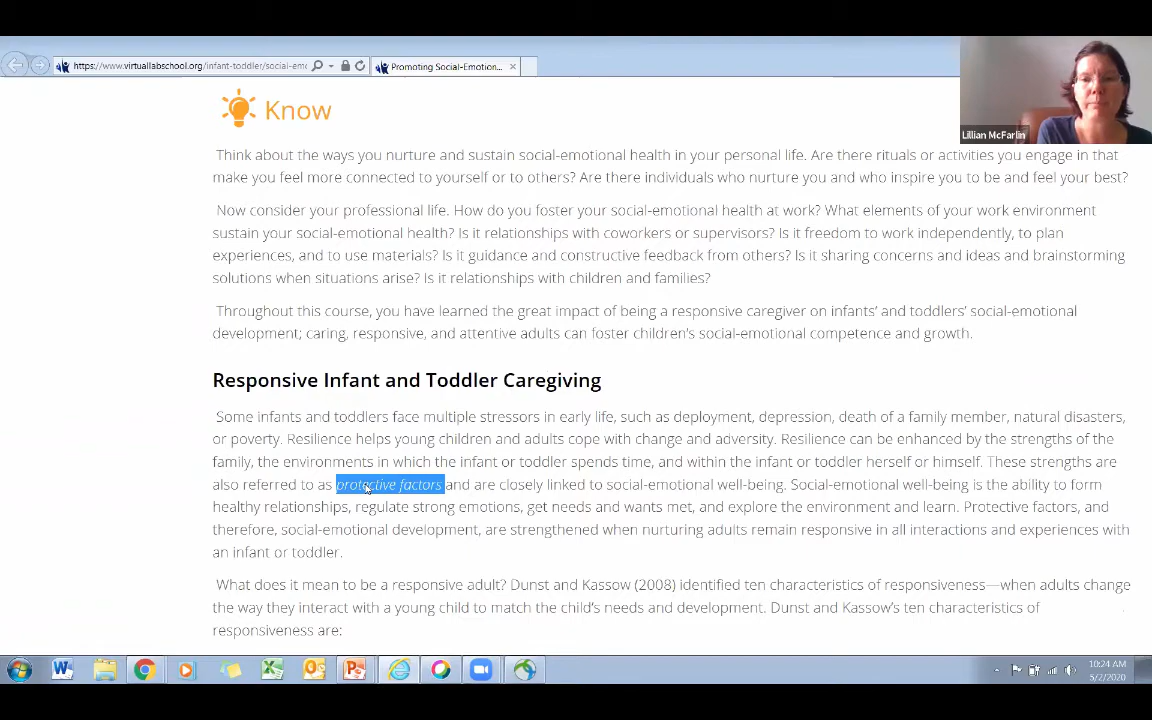 https://www.virtuallabschool.org/infant-toddler/social-emo
Promoting Social-Emotion...
Lillian McFarlin
Know
Think about the ways you nurture and sustain social-emotional health in your personal life. Are there rituals or activities you engage in that
make you feel more connected to yourself or to others? Are there individuals who nurture you and who inspire you to be and feel your best?
Now consider your professional life. How do you foster your social-emotional health at work? What elements of your work environment
sustain your social-emotional health? Is it relationships with coworkers or supervisors? Is it freedom to work independently, to plan
experiences, and to use materials? Is it guidance and constructive feedback from others? Is it sharing concerns and ideas and brainstorming
solutions when situations arise? Is it relationships with children and families?
Throughout this course, you have learned the great impact of being a responsive caregiver on infants’ and toddlers’ social-emotional
development; caring, responsive, and attentive adults can foster children’s social-emotional competence and growth.
Responsive Infant and Toddler Caregiving
Some infants and toddlers face multiple stressors in early life, such as deployment, depression, death of a family member, natural disasters,
or poverty. Resilience helps young children and adults cope with change and adversity. Resilience can be enhanced by the strengths of the
family, the environments in which the infant or toddler spends time, and within the infant or toddler herself or himself. These strengths are
also referred to as protective factors and are closely linked to social-emotional well-being. Social-emotional well-being is the ability to form
healthy relationships, regulate strong emotions, get needs and wants met, and explore the environment and learn. Protective factors, and
therefore, social-emotional development, are strengthened when nurturing adults remain responsive in all interactions and experiences with
an infant or toddler.
What does it mean to be a responsive adult? Dunst and Kassow (2008) identified ten characteristics of responsiveness—when adults change
the way they interact with a young child to match the child’s needs and development. Dunst and Kassow’s ten characteristics of
responsiveness are:
10:24 AM
5/2/2020